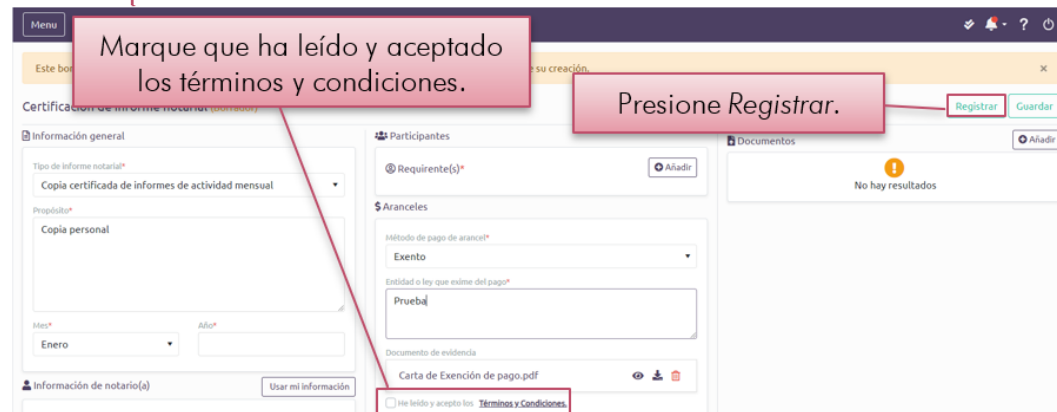 Menu
?
Marque que ha leído y aceptado
los términos y condiciones.
Este
su creación.
×
Presione Registrar.
Registrar
Guardar
Información general
Participantes
Documentos
Añadir
Tipo de informe notarial*
Copia certificada de informes de actividad mensual
Requirente(s)*
Añadir
No hay resultados
Propósito*
Copia personal
$ Aranceles
Método de pago de arancel*
Exento
Entidad o ley que exime del pago*
Prueba
Mes*
Año*
Enero
Documento de evidencia
Carta de Exención de pago.pdf
Información de notario(a)
Usar mi información
He leído y acepto los Términos y Condiciones.